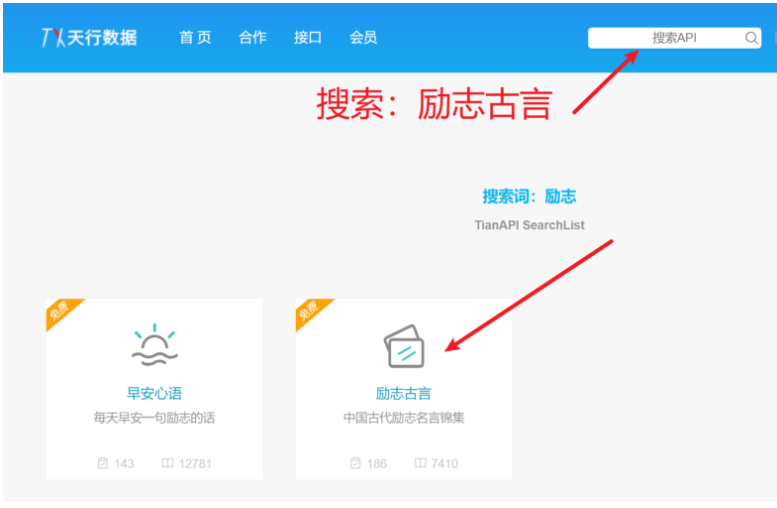 TX天行数据 首页 合作 接口 会员 搜索API
搜索：励志古言
搜索词：励志
TianAPI SearchList
免费 免费
早安心语 励志古言
每天早安一句励志的话 中国古代励志名言锦集
143 12781 186 7410